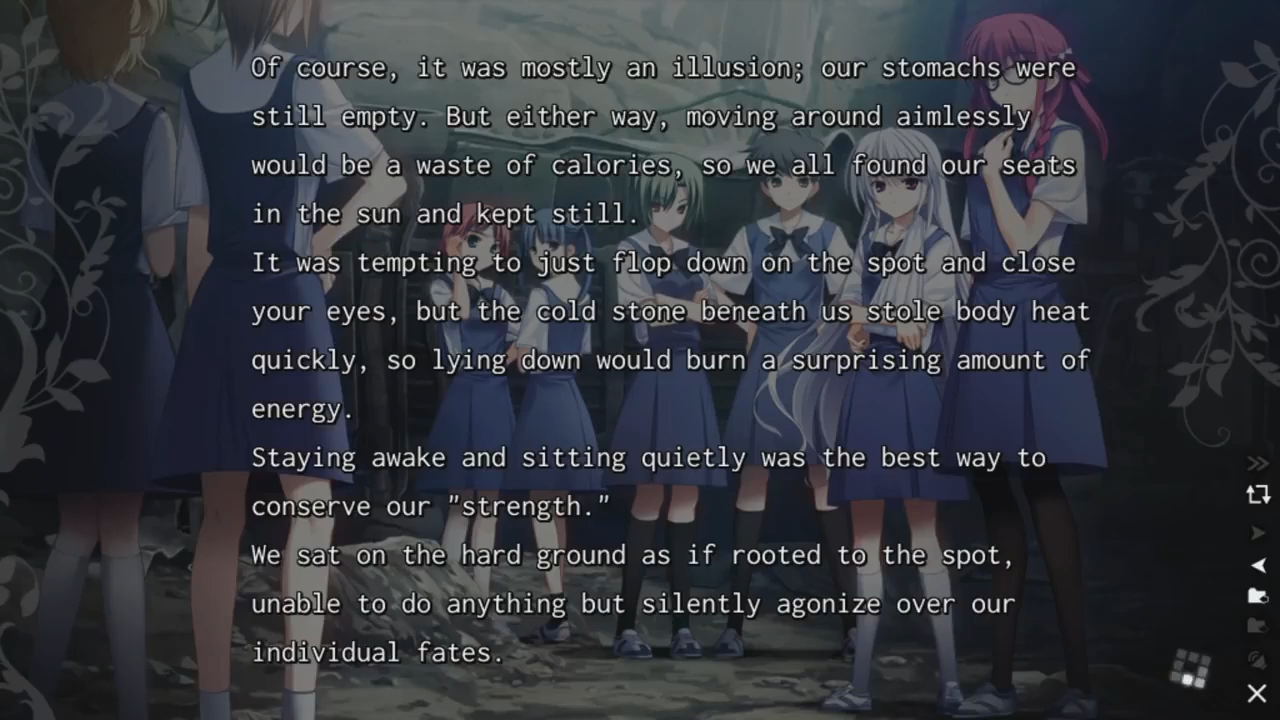 Of course, it was mostly an illusion; our stomachs were
still empty. But either way, moving around aimlessly
would be a waste of calories, so we all found our seats
in the sun and kept still.
It was tempting to just flop down on the spot and close
your eyes, but the cold stone beneath us stole body heat
quickly, so lying down would burn a surprising amount of
energy.
Staying awake and sitting quietly was the best way to
conserve our "strength."
We sat on the hard ground as if rooted to the spot,
unable to do anything but silently agonize over our
individual fates.